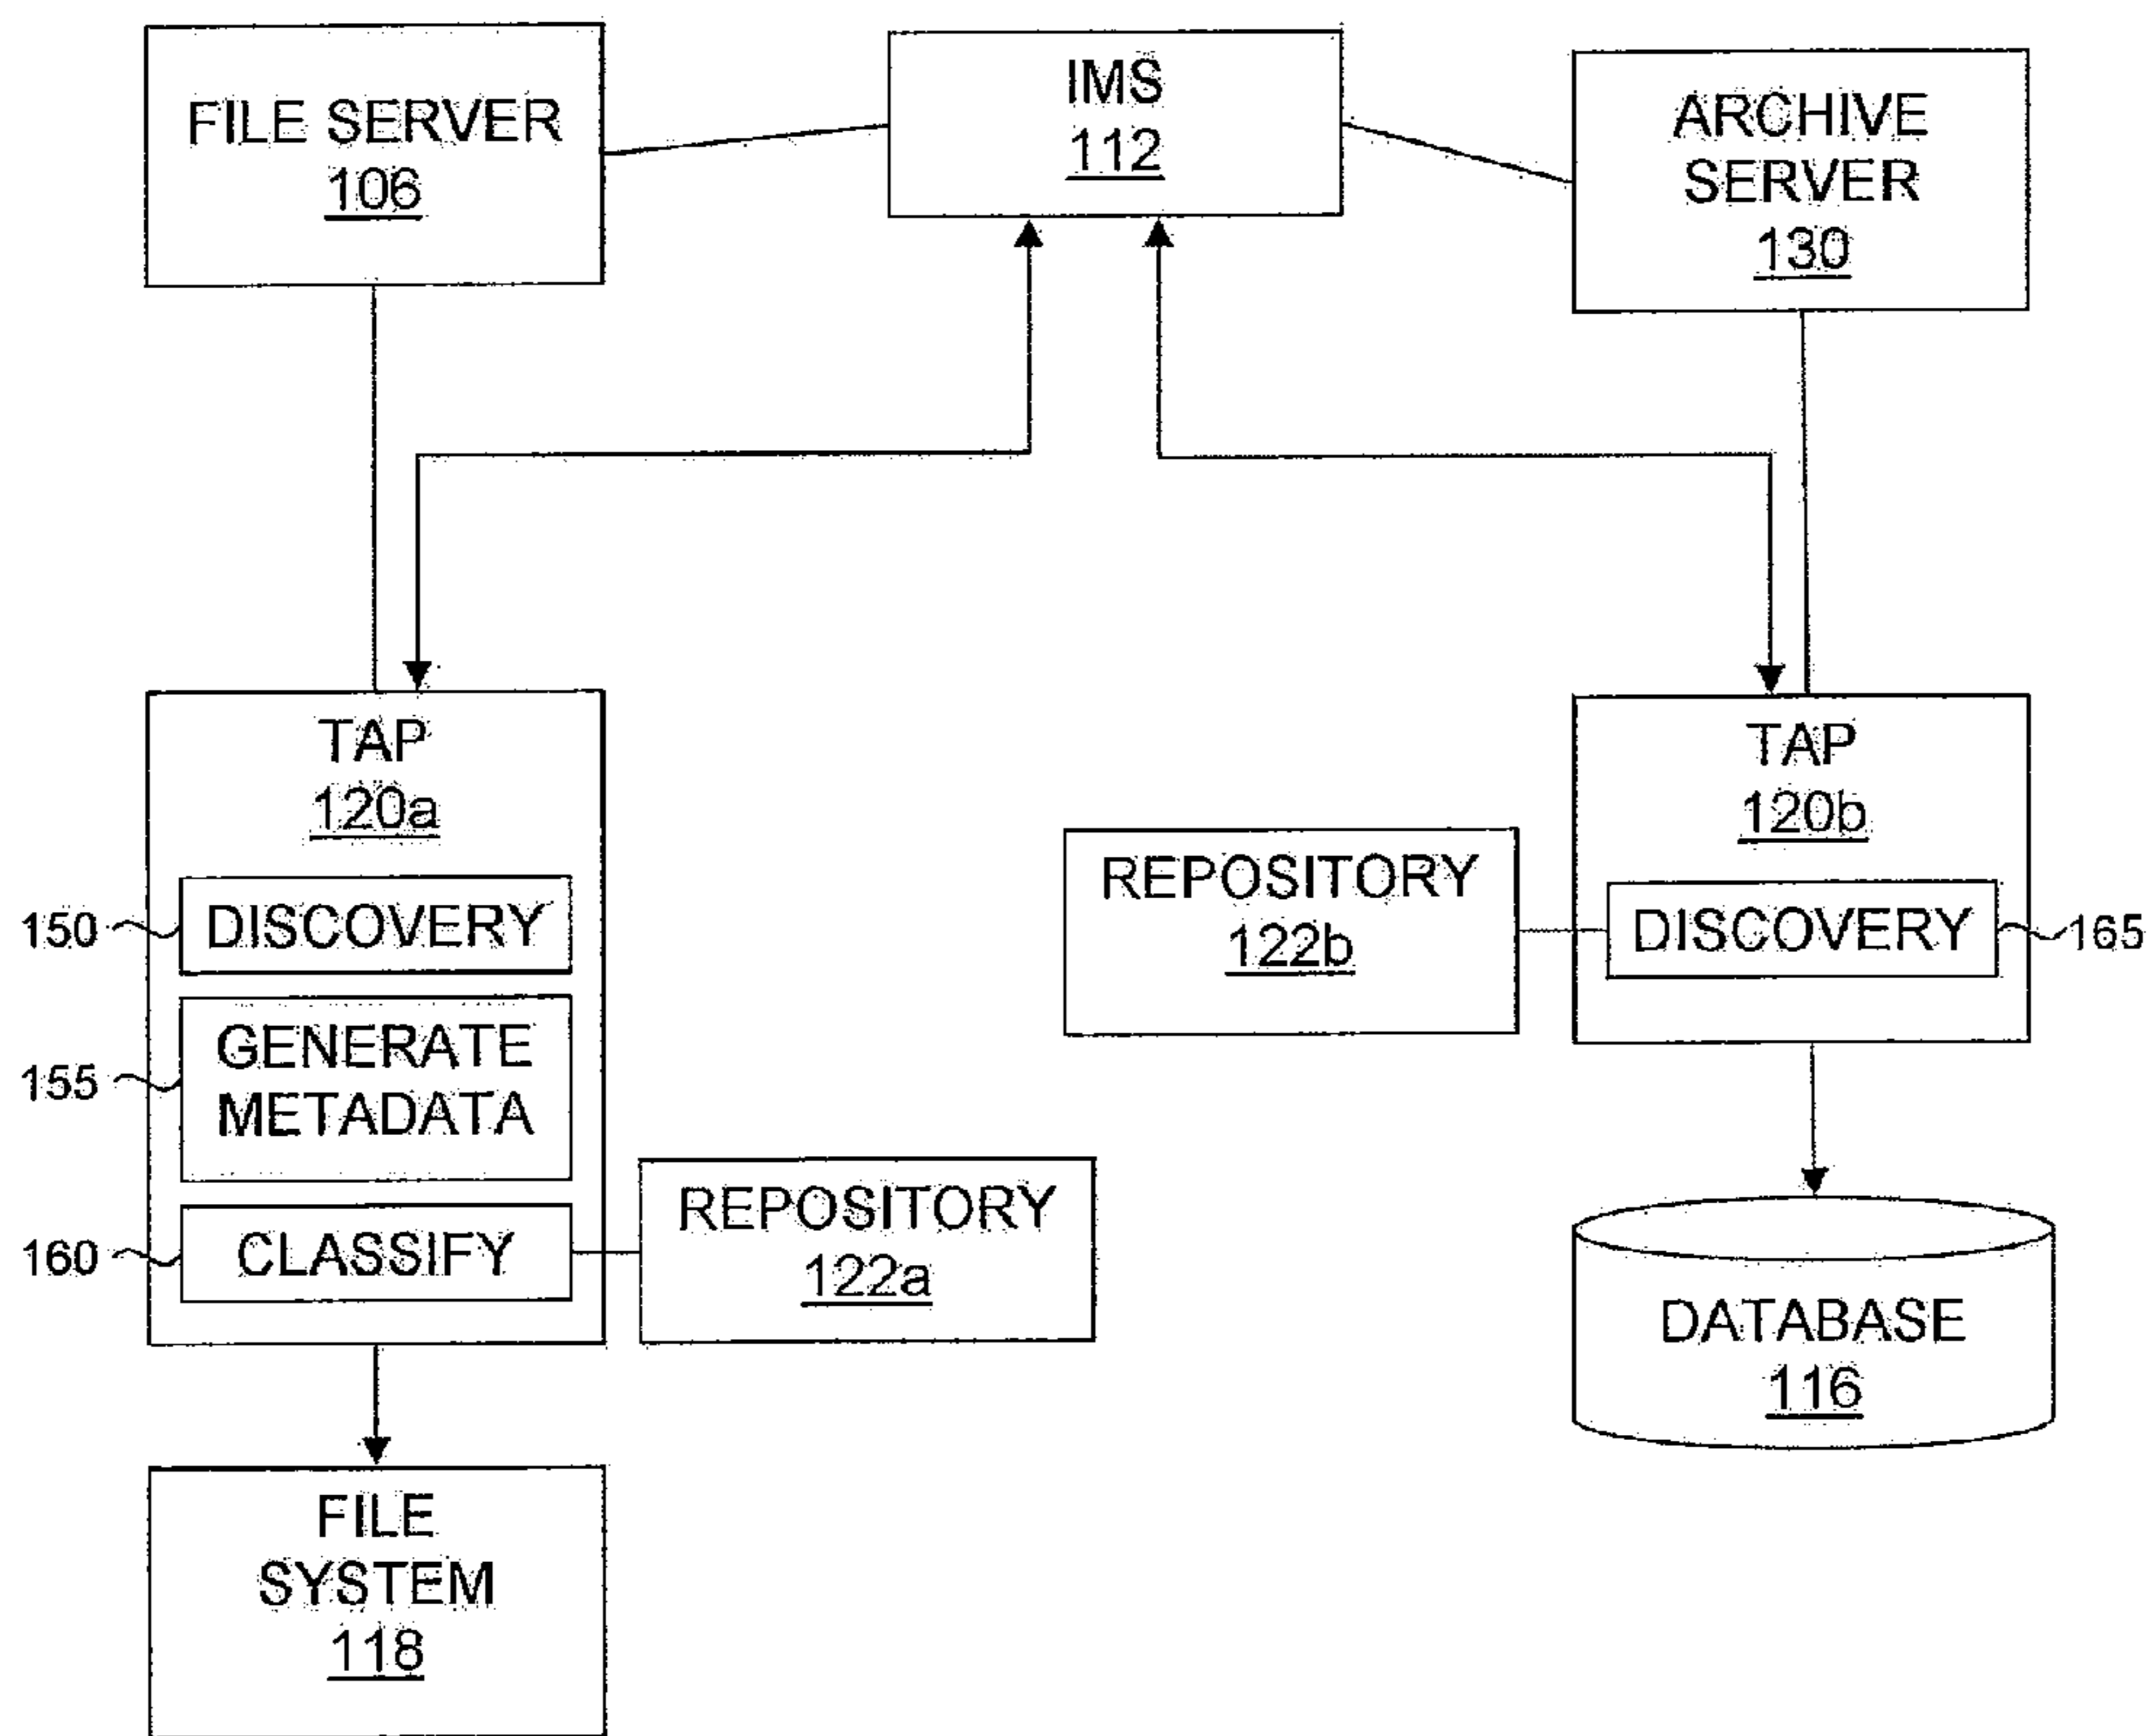 FILE SERVER
106
IMS
112
ARCHIVE
SERVER
130
TAP
120a
150
DISCOVERY
155
GENERATE
METADATA
160
CLASSIFY
REPOSITORY
122a
FILE
SYSTEM
118
TAP
120b
REPOSITORY
122b
DISCOVERY
165
DATABASE
116